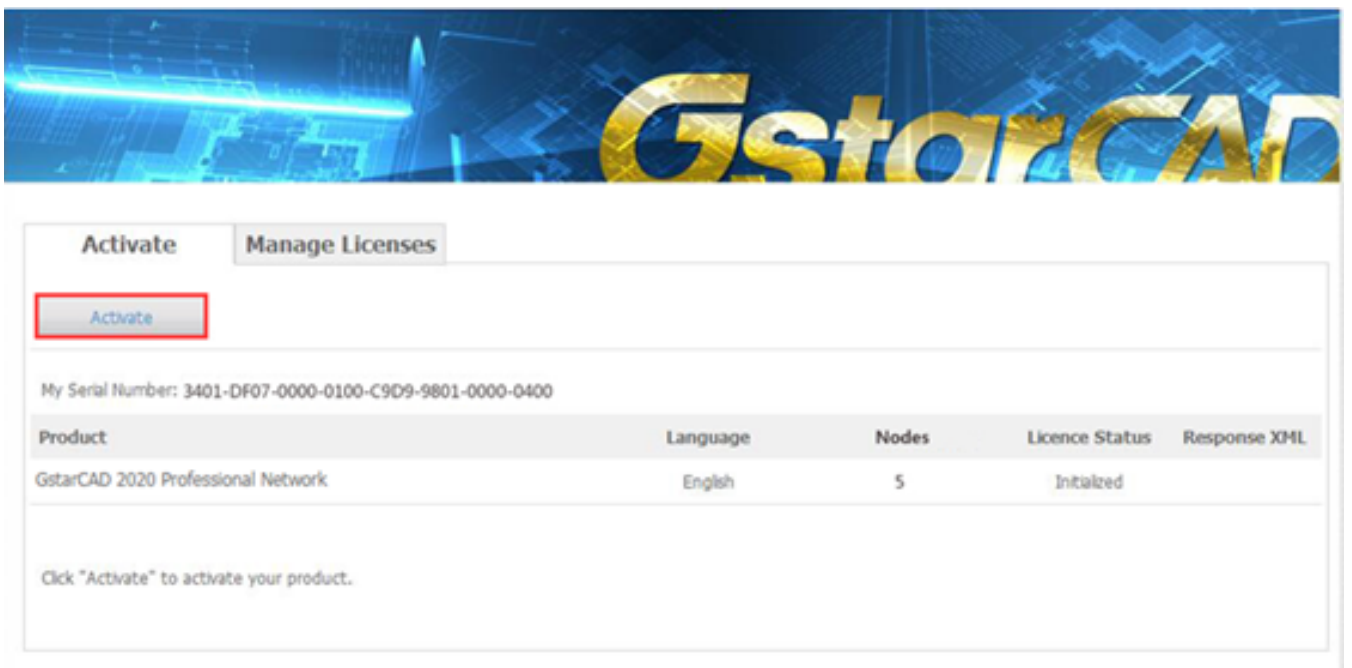 GstarCAD
Activate Manage Licenses
Activate
My Serial Number: 3401-DF07-0000-0100-C9D9-9801-0000-0400
Product Language Nodes Licence Status Response XML
GstarCAD 2020 Professional Network English 5 Initialized
Click "Activate" to activate your product.